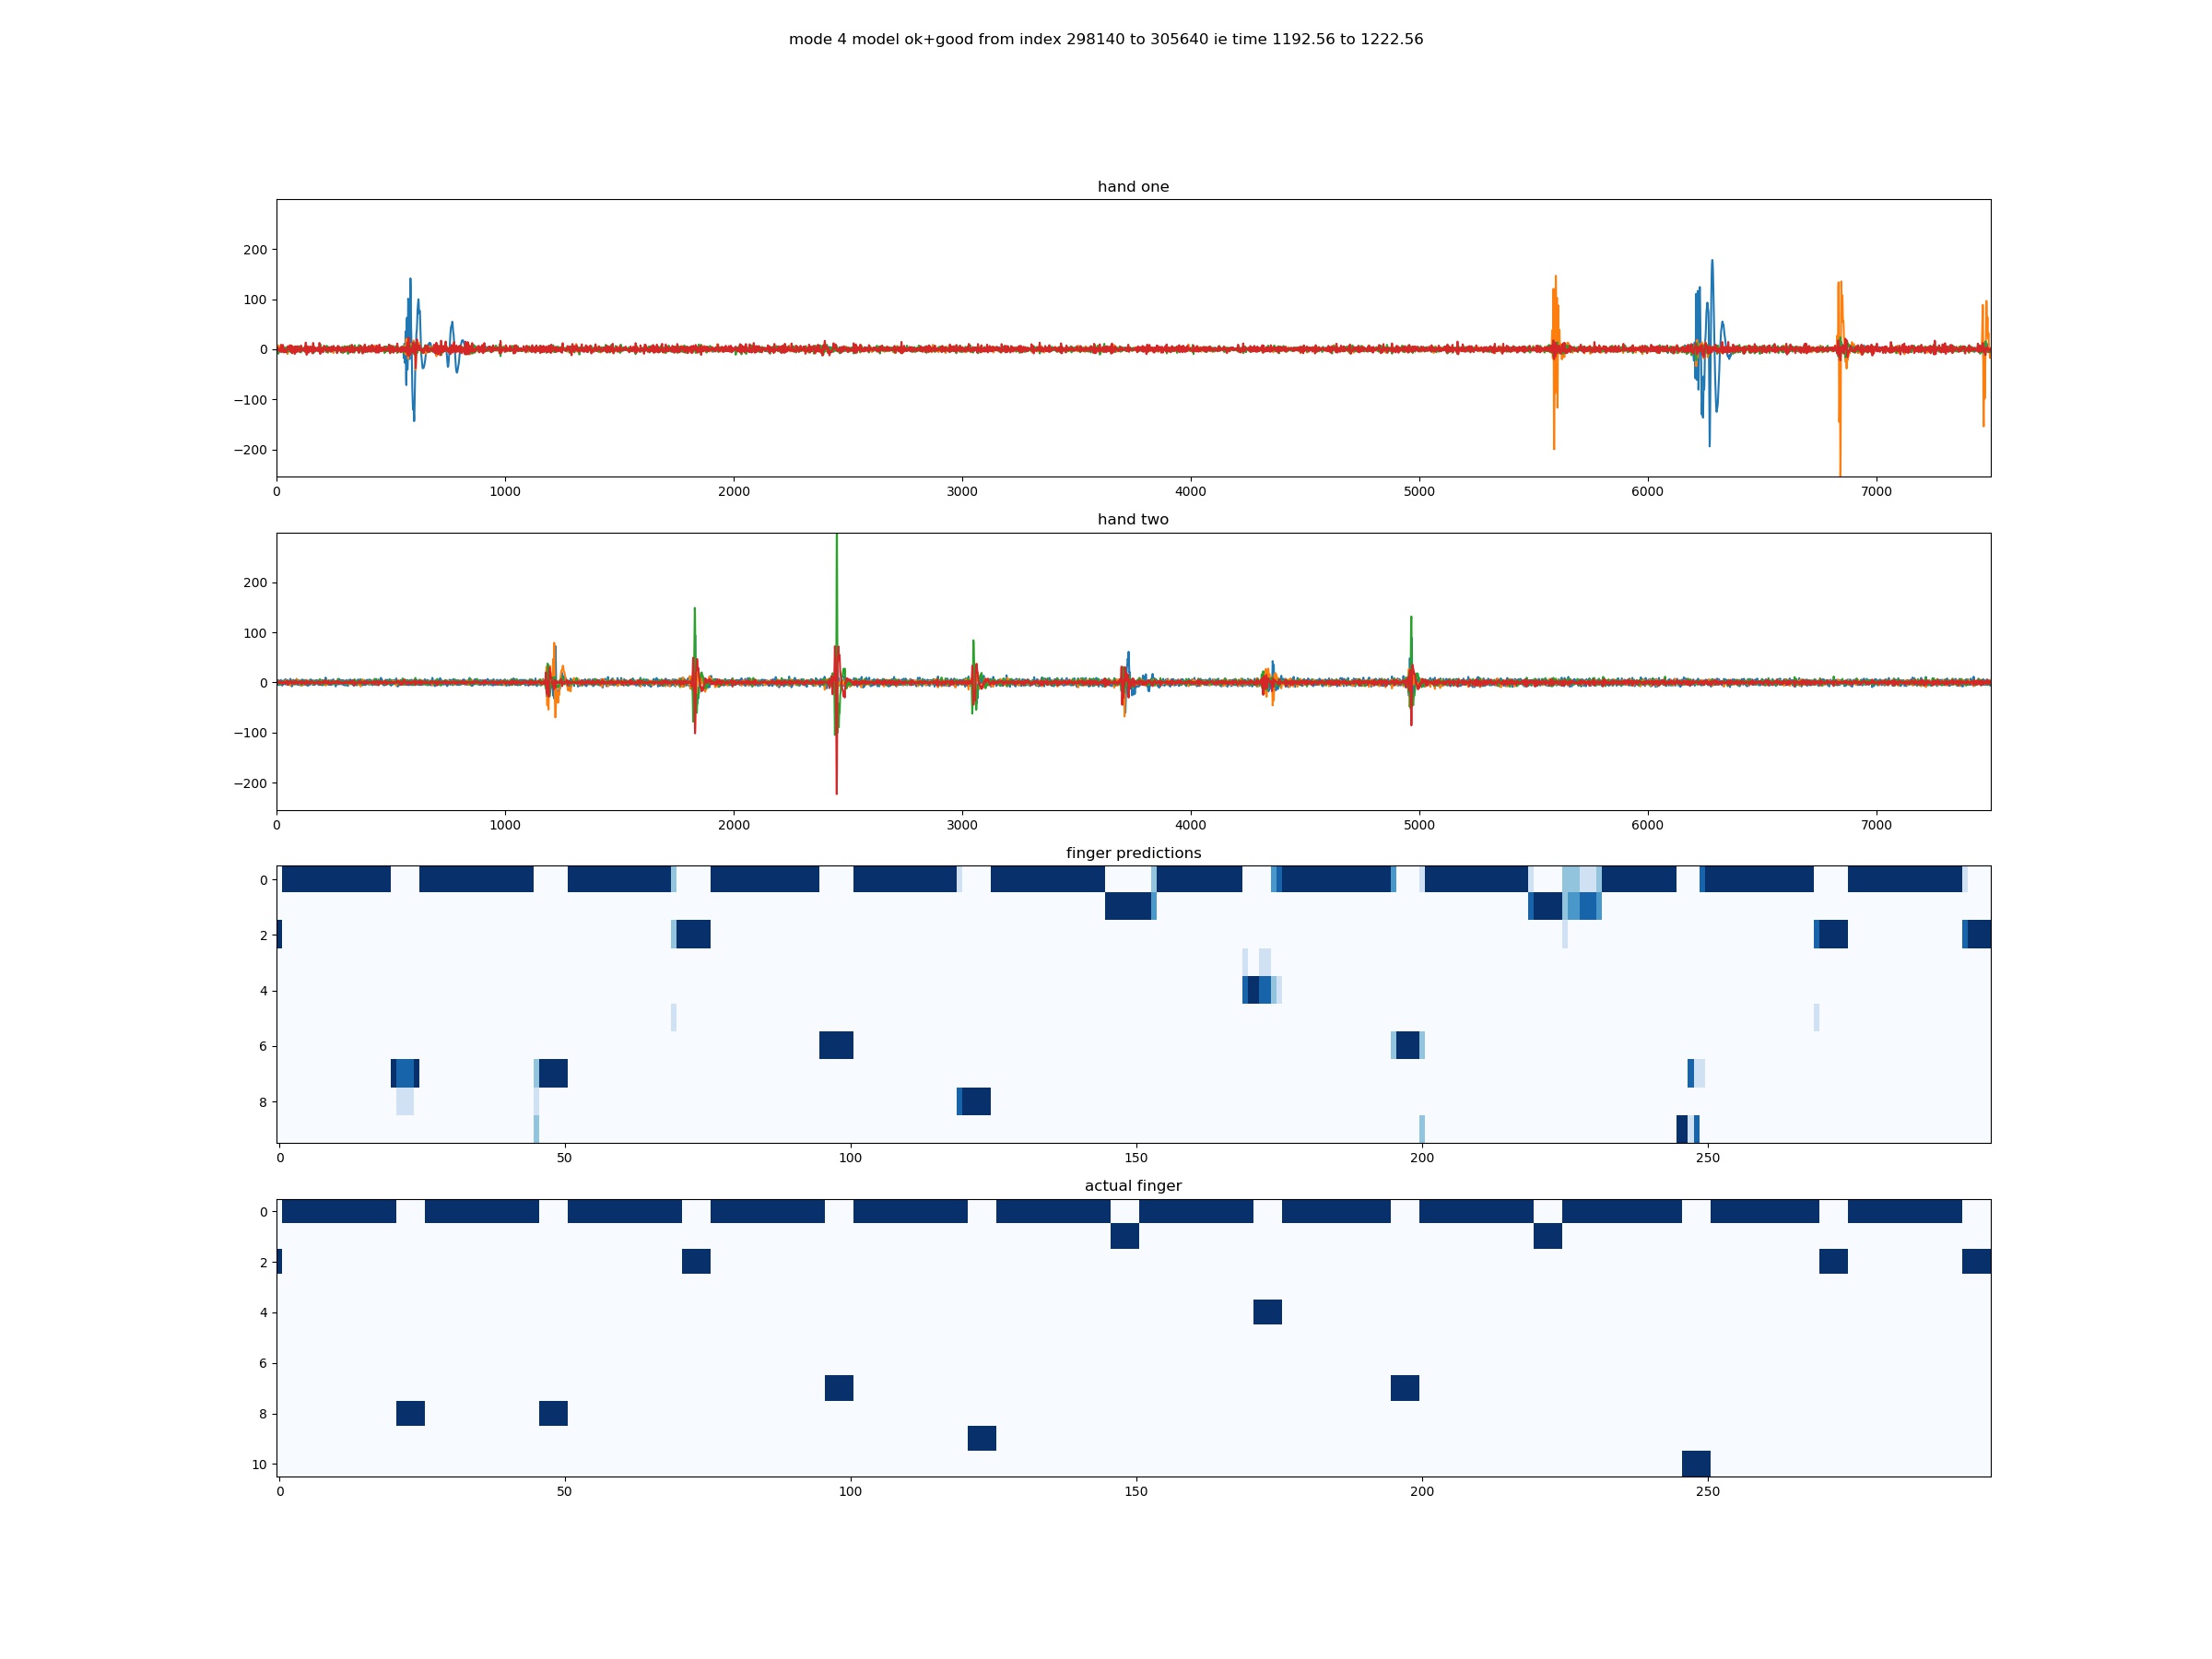 mode 4 model ok+good from index 298140 to 305640 ie time 1192.56 to 1222.56
hand one
200
100
0
−100
−200
0 1000 2000 3000 4000 5000 6000 7000
hand two
200
100
0
−100
−200
0 1000 2000 3000 4000 5000 6000 7000
finger predictions
0
2
4
6
8
0 50 100 150 200 250
actual finger
0
2
4
6
8
10
0 50 100 150 200 250